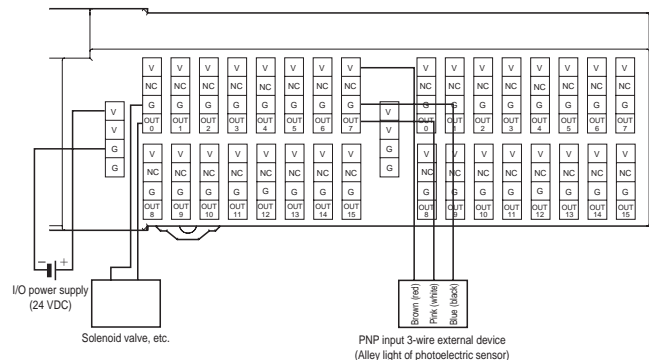 V V V V V V V V V V V V V V V V
NC NC NC NC NC NC NC NC NC NC NC NC NC NC NC NC
G G G G G G G G G G G G G G G G
OUT OUT OUT OUT OUT OUT OUT OUT OUT OUT OUT OUT OUT OUT OUT OUT
0 1 2 3 4 5 6 7 0 1 2 3 4 5 6 7
V V
V V
G G
G G
V V V V V V V V V V V V V V V V
NC NC NC NC NC NC NC NC NC NC NC NC NC NC NC NC
G G G G G G G G G G G G G G G G
OUT OUT OUT OUT OUT OUT OUT OUT OUT OUT OUT OUT OUT OUT OUT OUT
8 9 10 11 12 13 14 15 8 9 10 11 12 13 14 15
− +
I/O power supply
(24 VDC)
Solenoid valve, etc.
Brown (red)
Pink (white)
Blue (black)
PNP input 3-wire external device
(Alley light of photoelectric sensor)